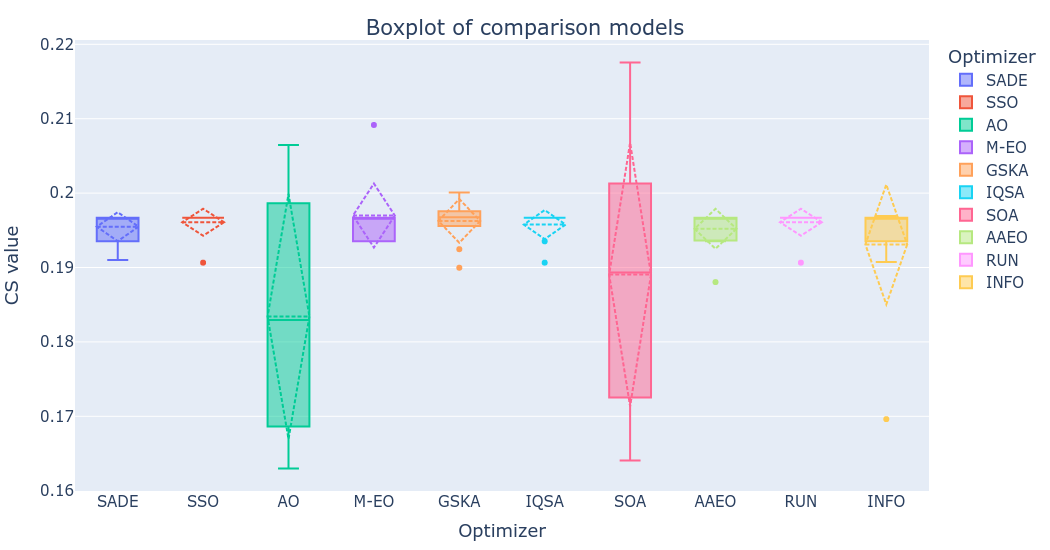 Boxplot of comparison models
CS value
0.22
0.21
0.2
0.19
0.18
0.17
0.16
SADE
SSO
AO
M-EO
GSKA
IQSA
SOA
AAEO
RUN
INFO
Optimizer
Optimizer
SADE
SSO
AO
M-EO
GSKA
IQSA
SOA
AAEO
RUN
INFO